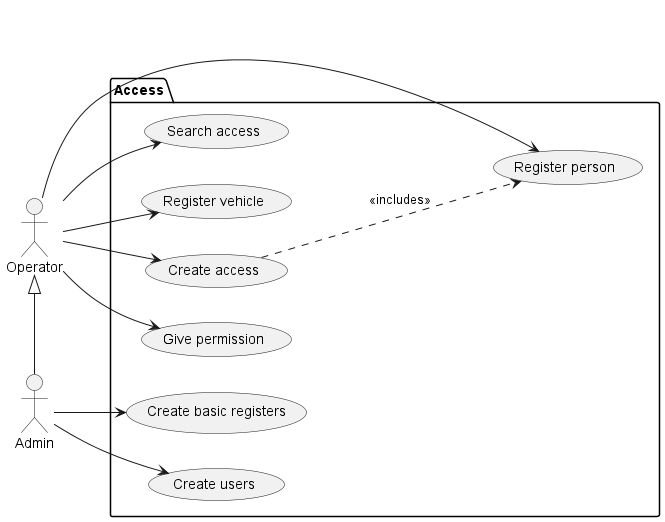 Access
Search access
Register person
Register vehicle
«includes»
Operator
Create access
Give permission
Create basic registers
Admin
Create users